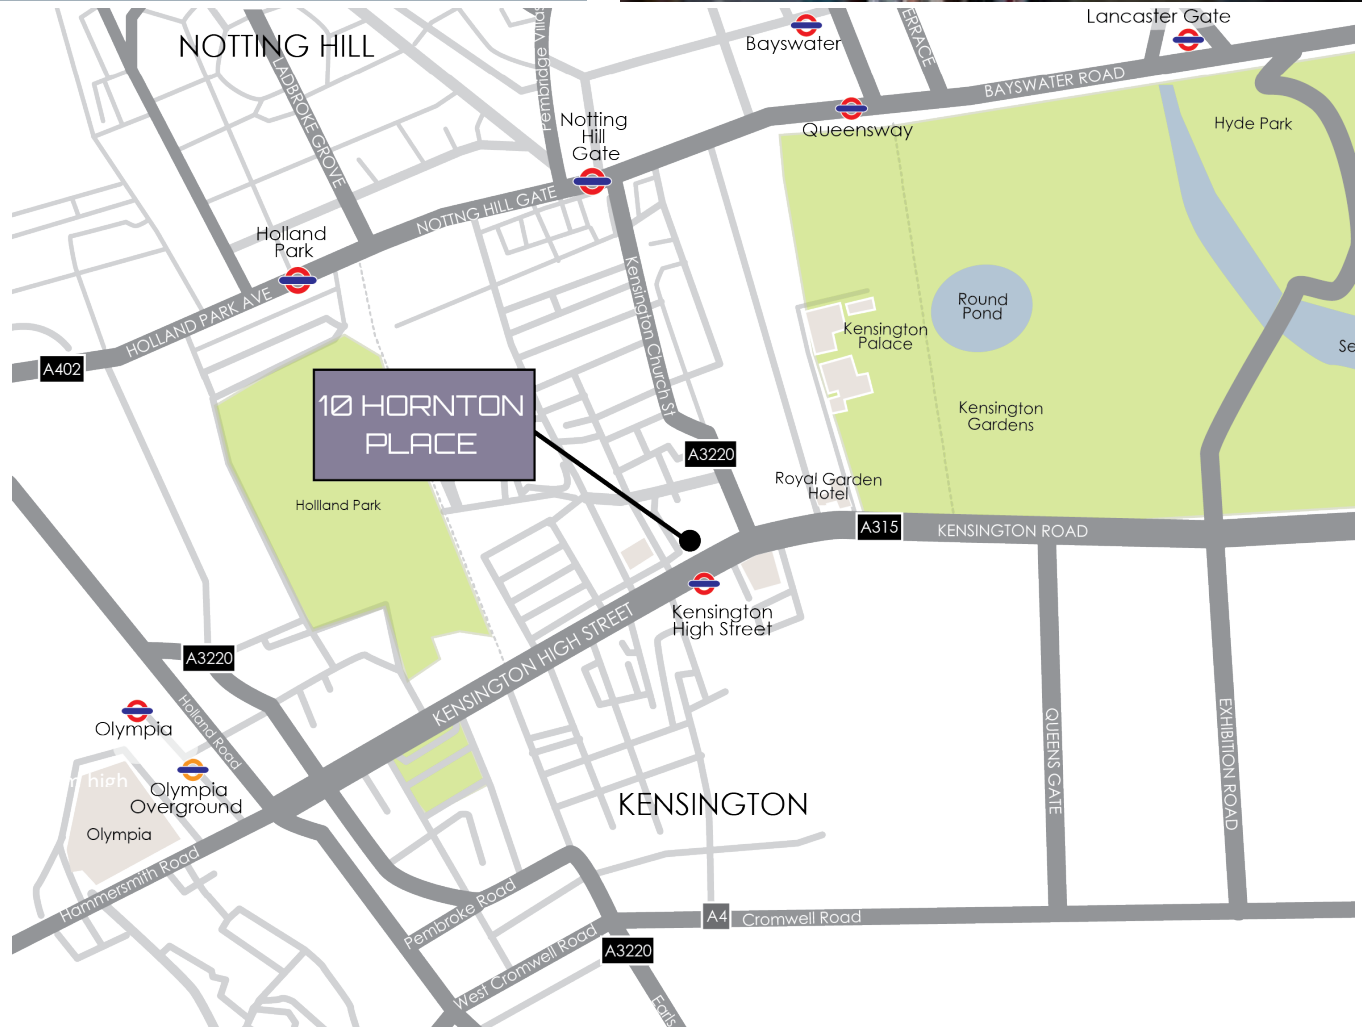 Lancaster Gate
NOTTING HILL
Bayswater
LADBROKE GROVE
BAYSWATER ROAD
Notting
Hill
Gate
Queensway
Hyde Park
NOTTING HILL GATE
Holland
Park
HOLLAND PARK AVE
Kensington Church St
Round
Pond
Kensington
Palace
A402
10 HORNTON
PLACE
Kensington
Gardens
A3220
Royal Garden
Hotel
Hollland Park
A315
KENSINGTON ROAD
Kensington
High Street
KENSINGTON HIGH STREET
A3220
Holland Road
Olympia
QUEENS GATE
EXHIBITION ROAD
high
Olympia
Overground
KENSINGTON
Olympia
Hammersmith Road
Pembroke Road
A4
Cromwell Road
West Cromwell Road
A3220